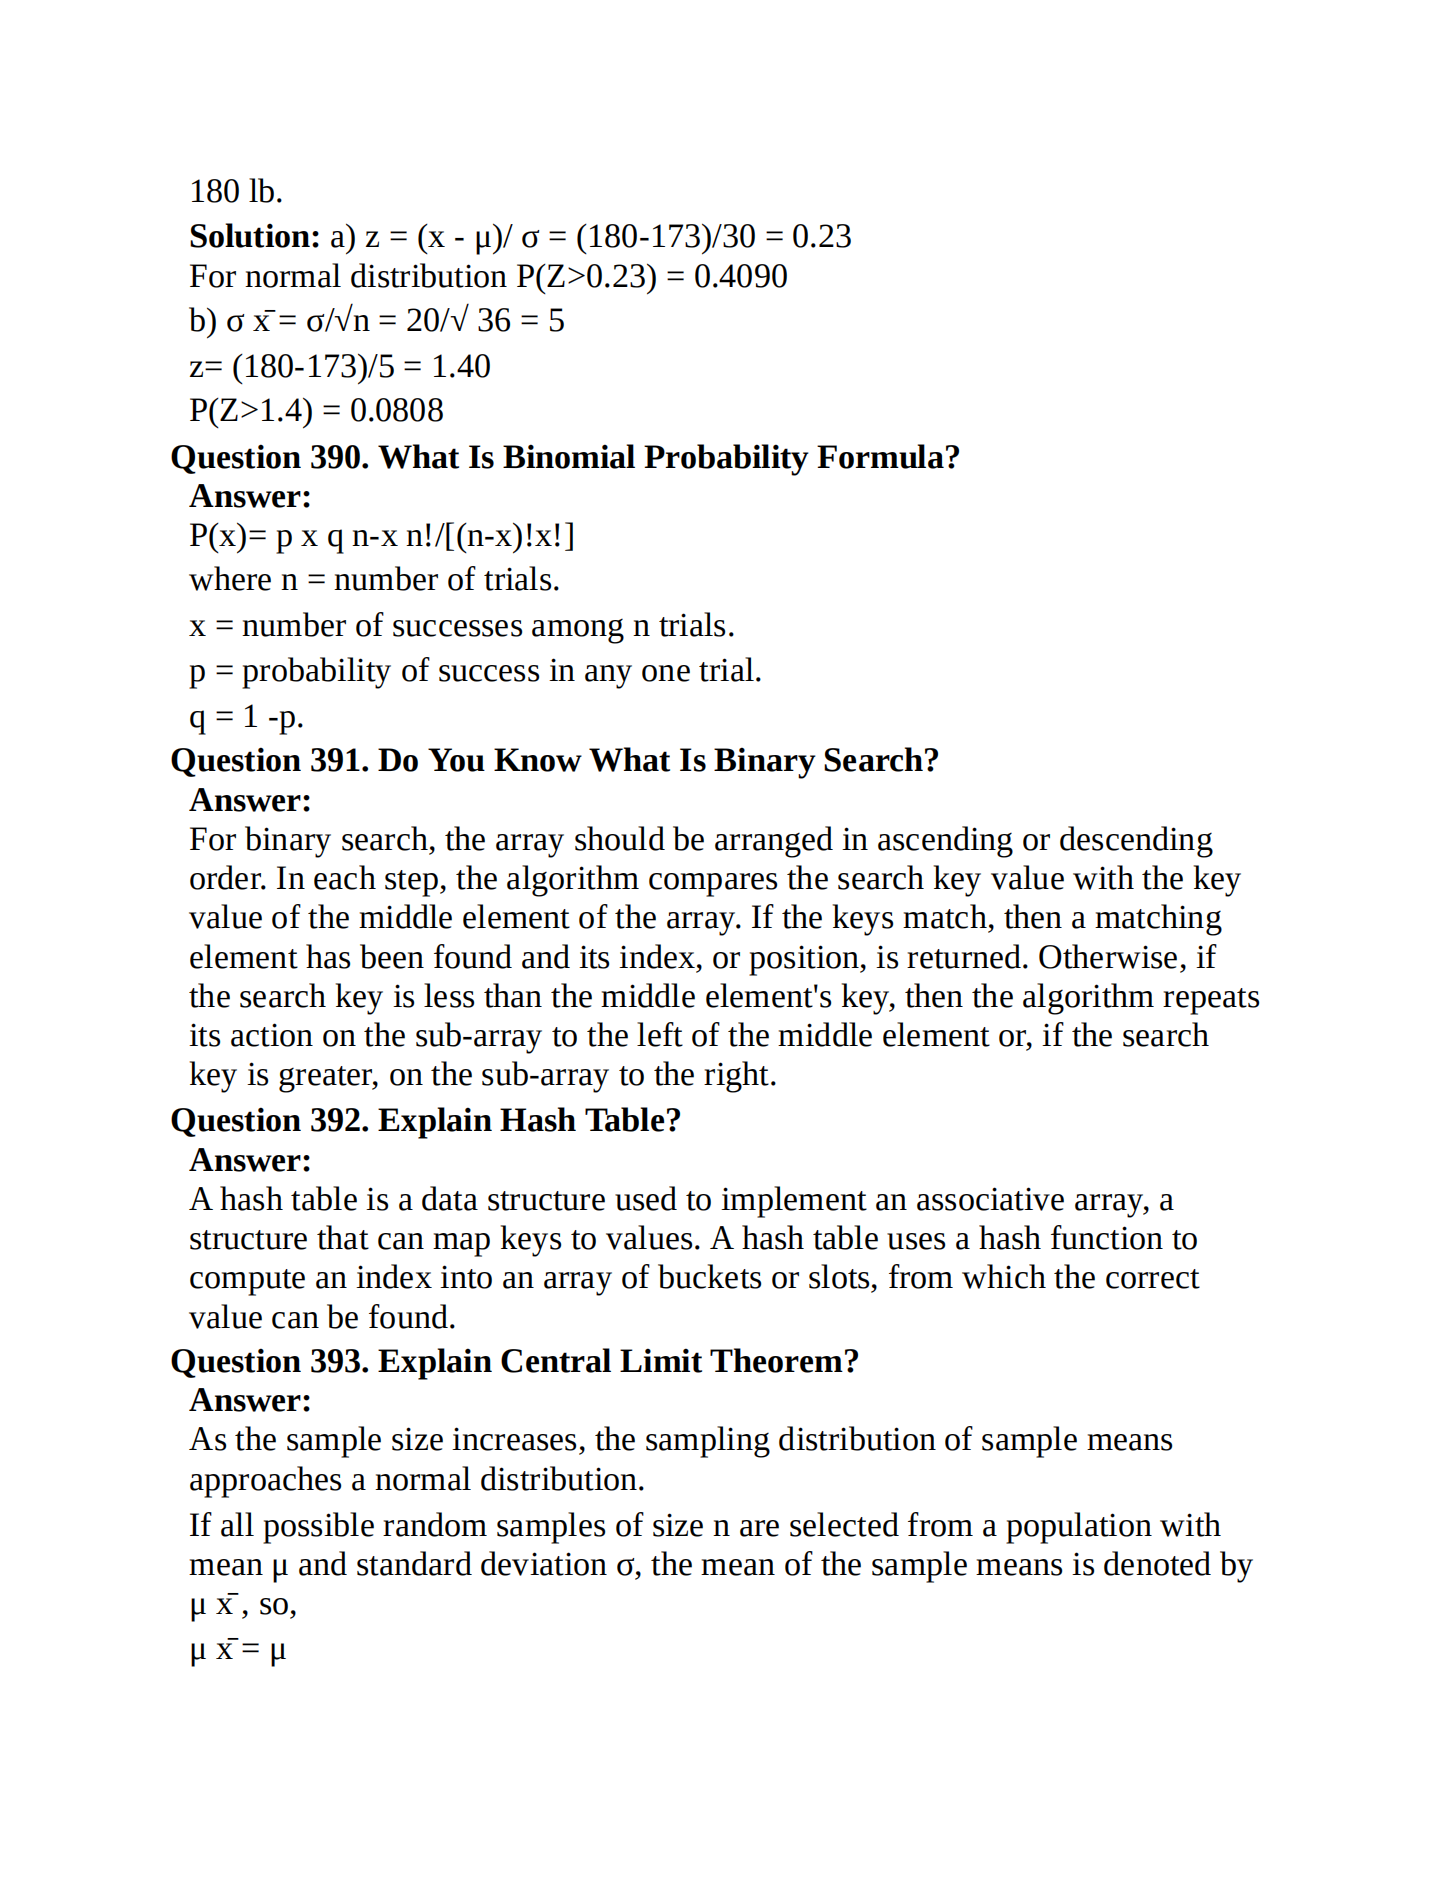 180 lb.
Solution: a) z = (x - μ)/ σ = (180-173)/30 = 0.23
For normal distribution P(Z>0.23) = 0.4090
b) σ x̄ = σ/√n = 20/√ 36 = 5
z= (180-173)/5 = 1.40
P(Z>1.4) = 0.0808
Question 390. What Is Binomial Probability Formula?
Answer:
P(x)= p x q n-x n!/[(n-x)!x!]
where n = number of trials.
x = number of successes among n trials.
p = probability of success in any one trial.
q = 1 -p.
Question 391. Do You Know What Is Binary Search?
Answer:
For binary search, the array should be arranged in ascending or descending
order. In each step, the algorithm compares the search key value with the key
value of the middle element of the array. If the keys match, then a matching
element has been found and its index, or position, is returned. Otherwise, if
the search key is less than the middle element's key, then the algorithm repeats
its action on the sub-array to the left of the middle element or, if the search
key is greater, on the sub-array to the right.
Question 392. Explain Hash Table?
Answer:
A hash table is a data structure used to implement an associative array, a
structure that can map keys to values. A hash table uses a hash function to
compute an index into an array of buckets or slots, from which the correct
value can be found.
Question 393. Explain Central Limit Theorem?
Answer:
As the sample size increases, the sampling distribution of sample means
approaches a normal distribution.
If all possible random samples of size n are selected from a population with
mean μ and standard deviation σ, the mean of the sample means is denoted by
μ x̄ , so,
μ x̄ = μ